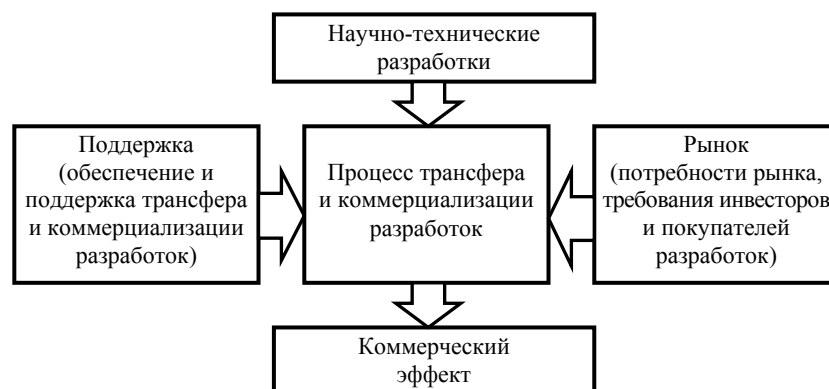 Научно-технические
разработки
Поддержка
(обеспечение и
поддержка трансфера
и коммерциализации
разработок)
Процесс трансфера
и коммерциализации
разработок
Рынок
(потребности рынка,
требования инвесторов
и покупателей
разработок)
Коммерческий
эффект